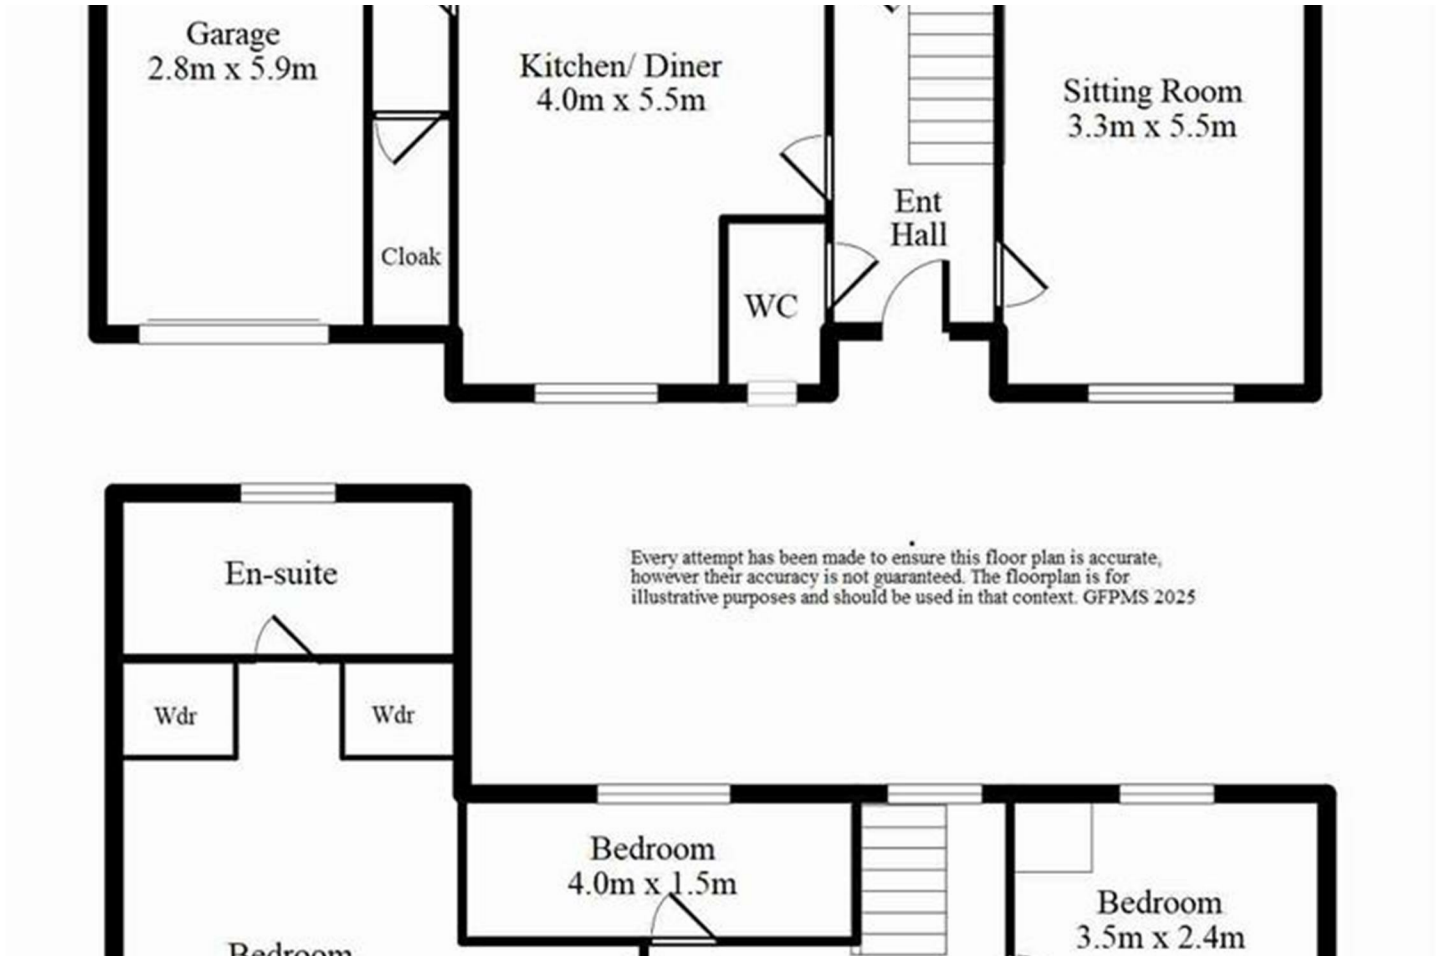 Garage
2.8m x 5.9m
Kitchen/ Diner
4.0m x 5.5m
Sitting Room
3.3m x 5.5m
Ent
Hall
Cloak
WC
En-suite
Every attempt has been made to ensure this floor plan is accurate,
however their accuracy is not guaranteed. The floorplan is for
illustrative purposes and should be used in that context. GFPMS 2025
Wdr
Wdr
Bedroom
4.0m x 1.5m
Bedroom
3.5m x 2.4m
Bedroom